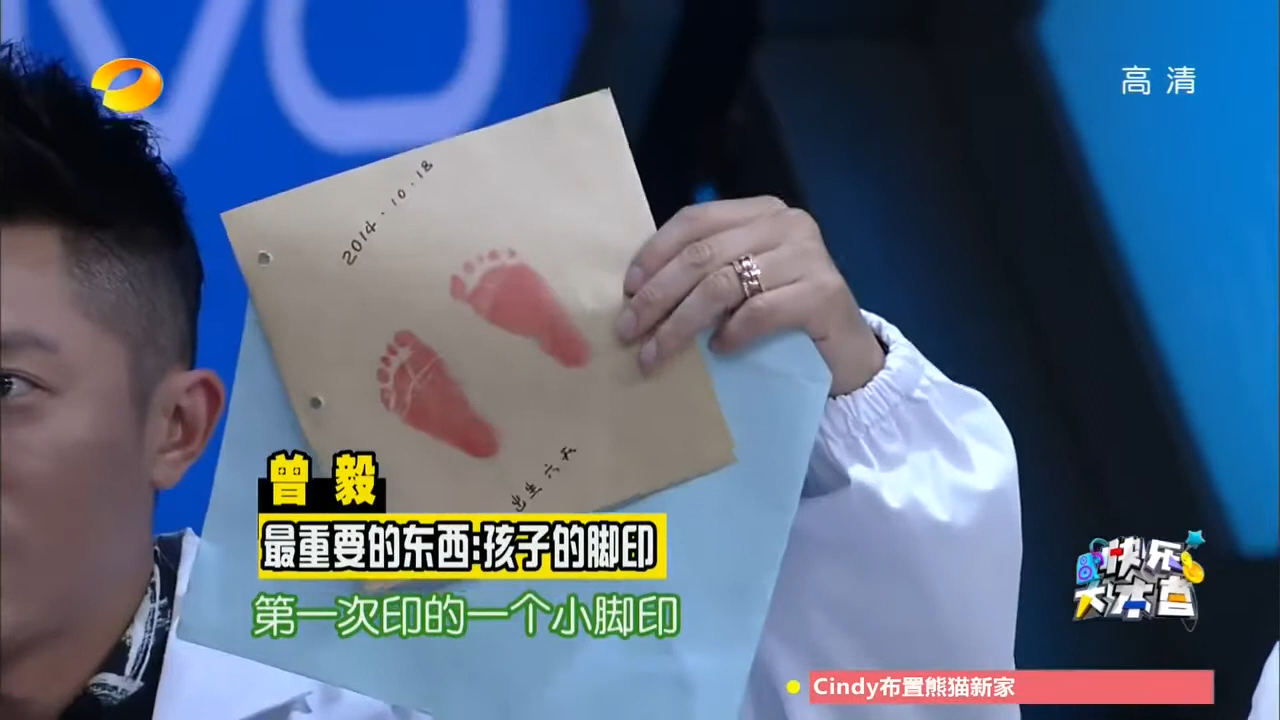 vo
高清
2014.10.18
出生六天
曾毅
最重要的东西:孩子的脚印
第一次印的一个小脚印
快乐大本营
Cindy布置熊猫新家